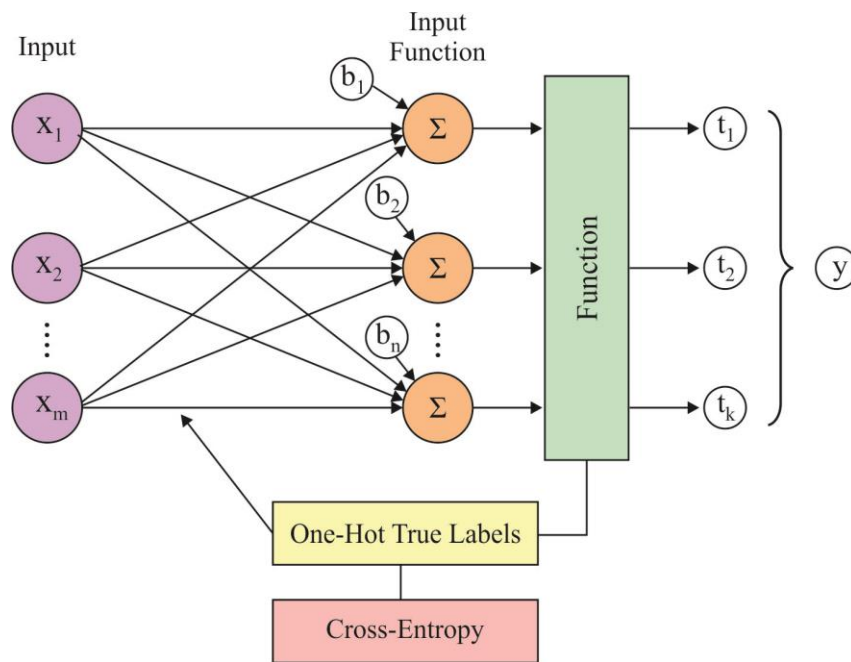 Input
Input
Function
b₁
x₁
Σ
t₁
b₂
x₂
Σ
Function
t₂
y
bₙ
xₘ
Σ
tₖ
One-Hot True Labels
Cross-Entropy